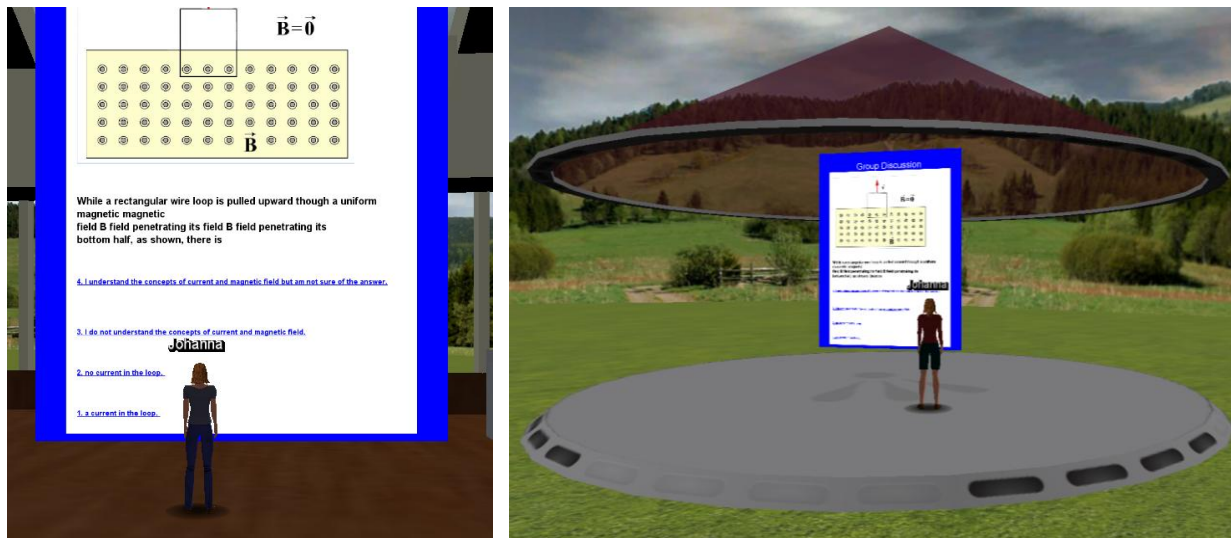 B=0
B
While a rectangular wire loop is pulled upward though a uniform
magnetic magnetic
field B field penetrating its field B field penetrating its
bottom half, as shown, there is
4. I understand the concepts of current and magnetic field but am not sure of the answer.
3. I do not understand the concepts of current and magnetic field.
Johanna
2. no current in the loop.
1. a current in the loop.
Group Discussion
B=0
Johanna